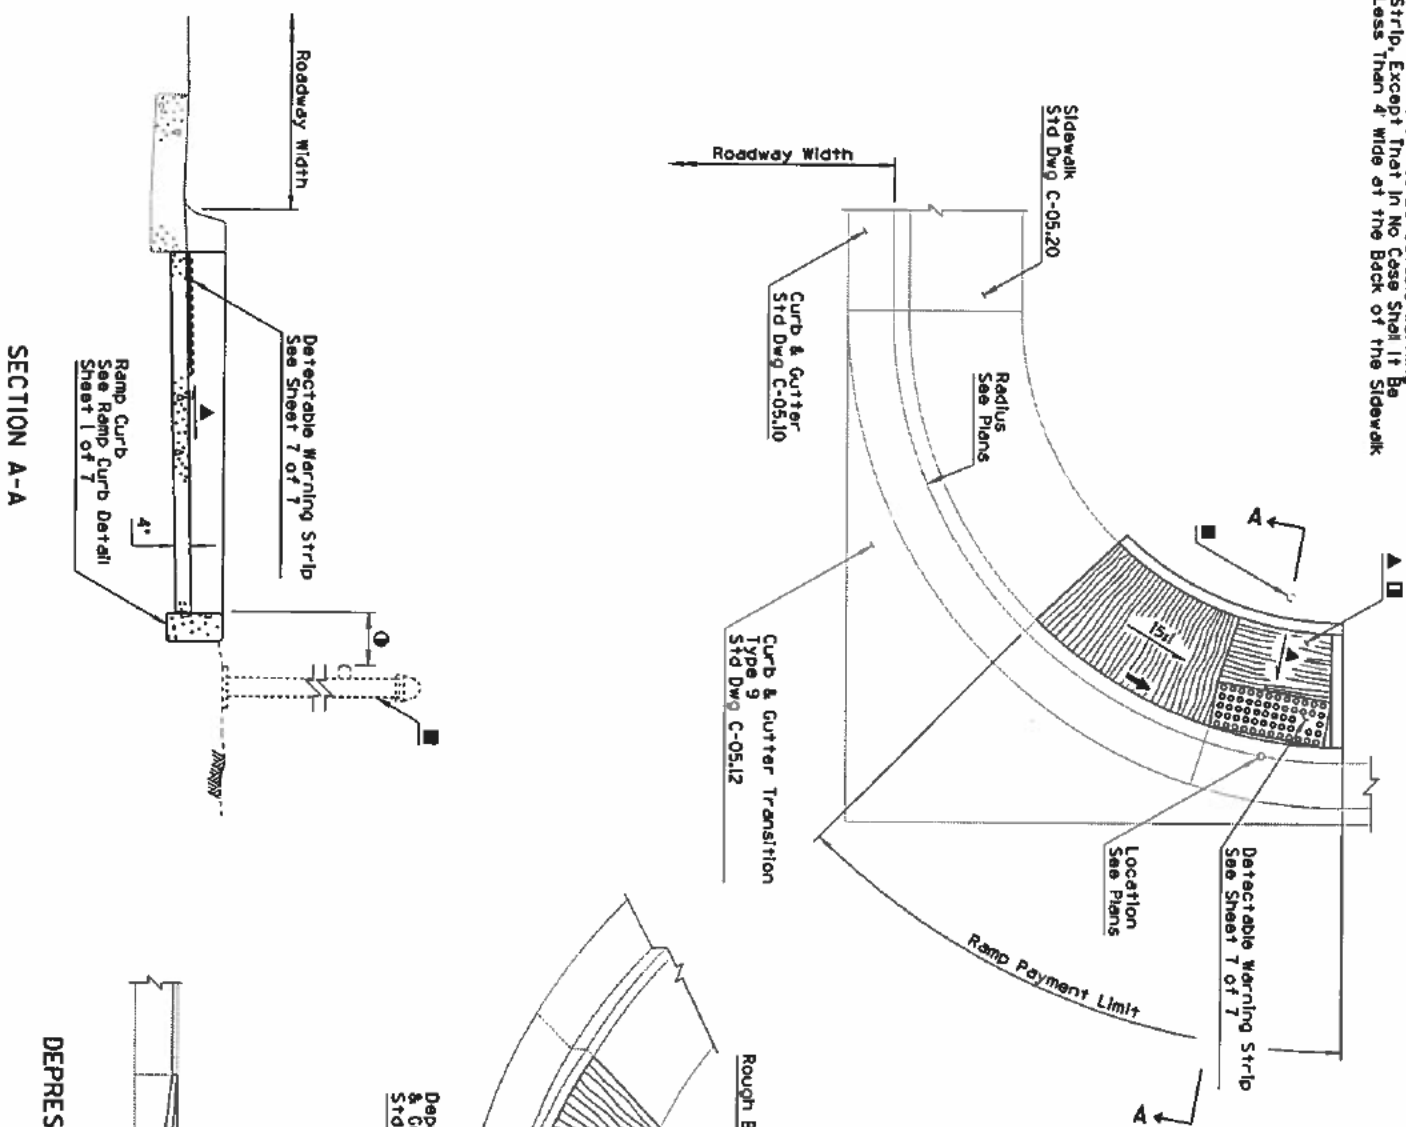 Strip, Except That In No Case Shall It Be
Less Than 4' Wide at the Back of the Sidewalk
Roadway Width
Sidewalk
Std Dwg C-05.20
Roadway Width
Curb & Gutter
Std Dwg C-05.10
Radius
See Plans
A
15:1
Curb & Gutter Transition
Type 9
Std Dwg C-05.12
Location
See Plans
Detectable Warning Strip
See Sheet 7 of 7
Ramp Payment Limit
A
Detectable Warning Strip
See Sheet 7 of 7
Ramp Curb
See Ramp Curb Detail
Sheet 1 of 7
4"
SECTION A-A
Rough
Dep
& G
Std
DEPRES